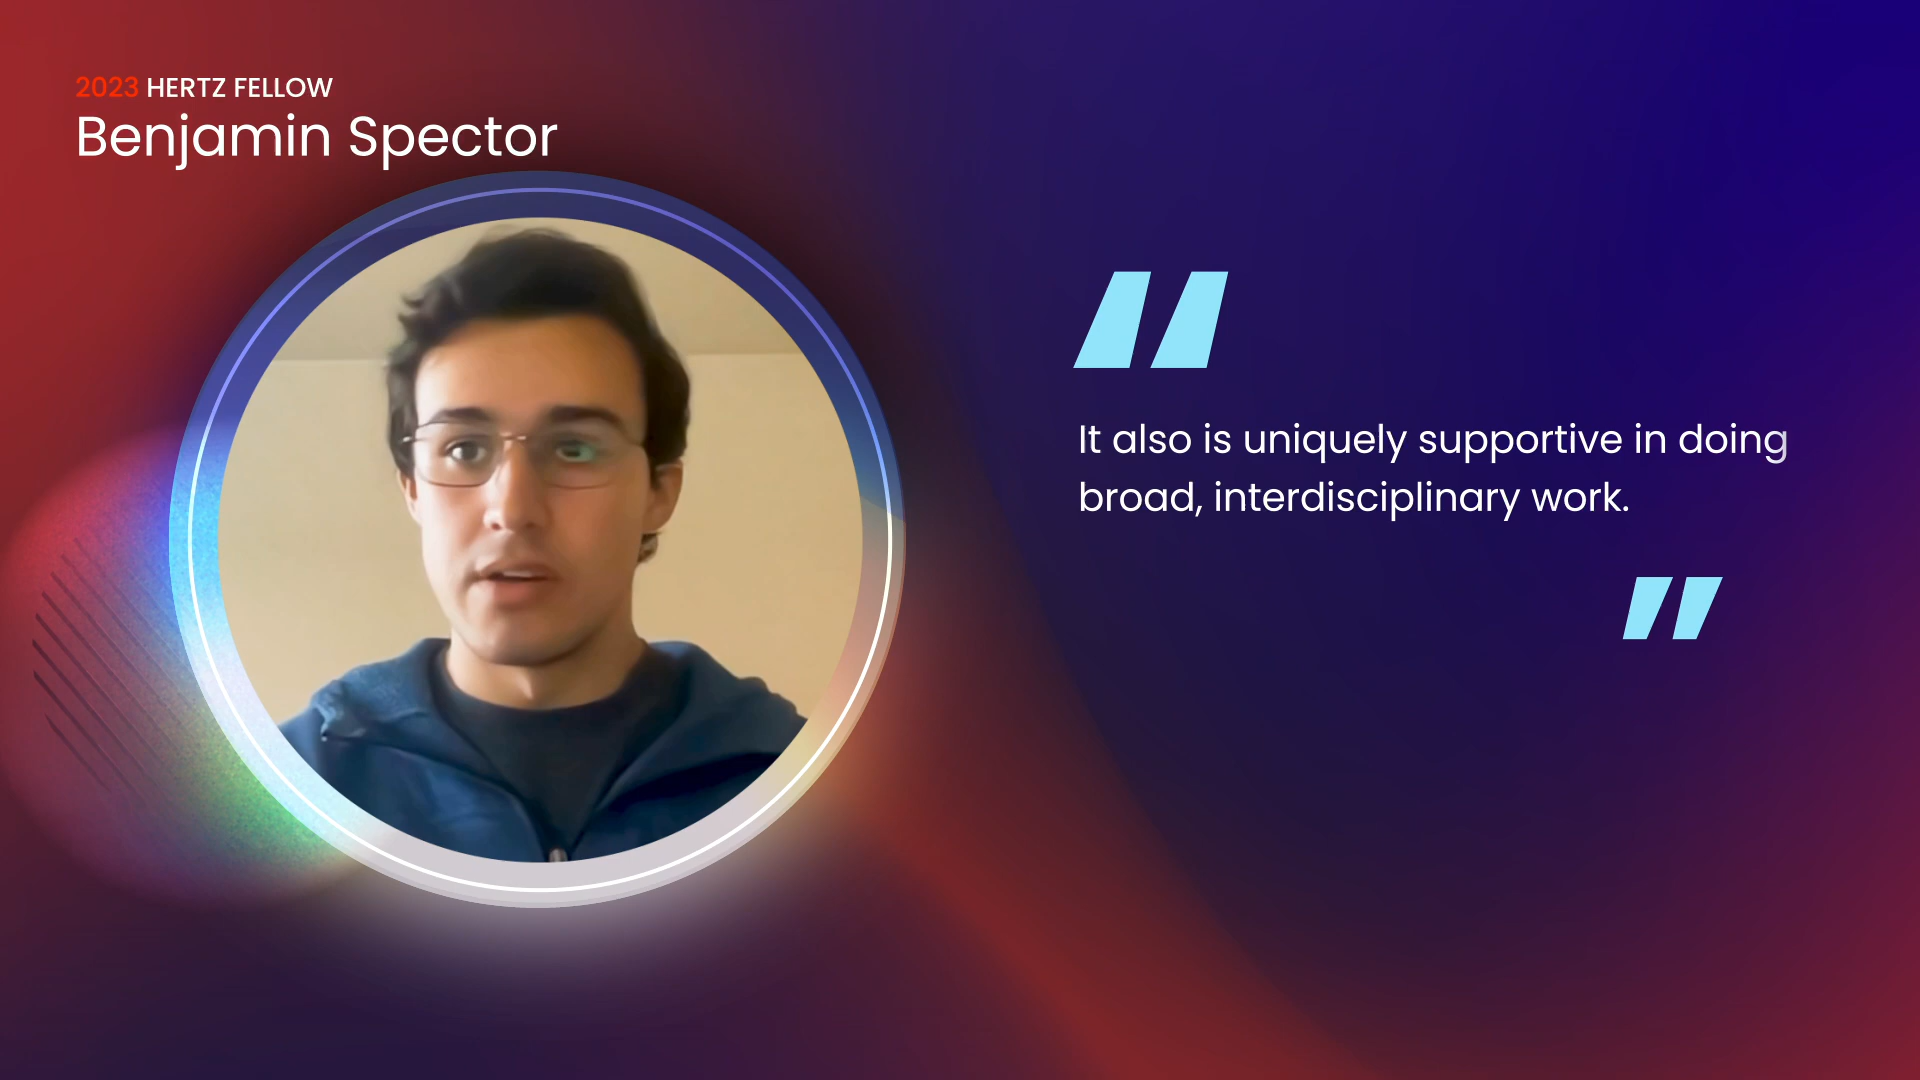 2023 HERTZ FELLOW
Benjamin Spector
“
It also is uniquely supportive in doing
broad, interdisciplinary work.
”